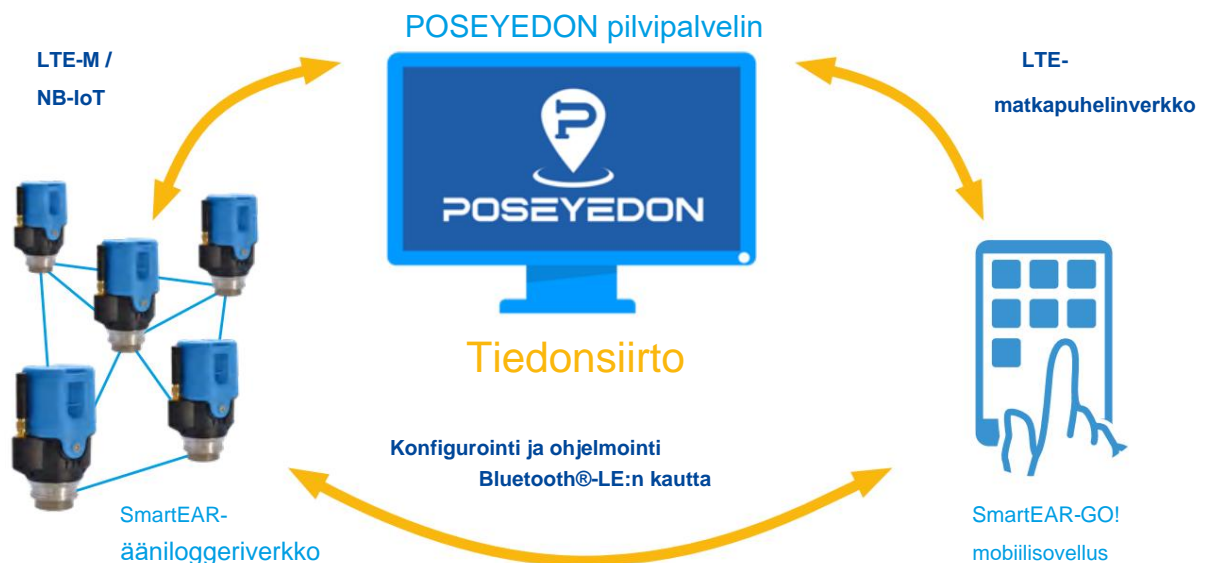 POSEYEDON pilvipalvelin
LTE-M /
NB-IoT
LTE-
matkapuhelinverkko
P
POSEYEDON
Tiedonsiirto
Konfigurointi ja ohjelmointi
Bluetooth®-LE:n kautta
SmartEAR-
ääniloggeriverkko
SmartEAR-GO!
mobiilisovellus